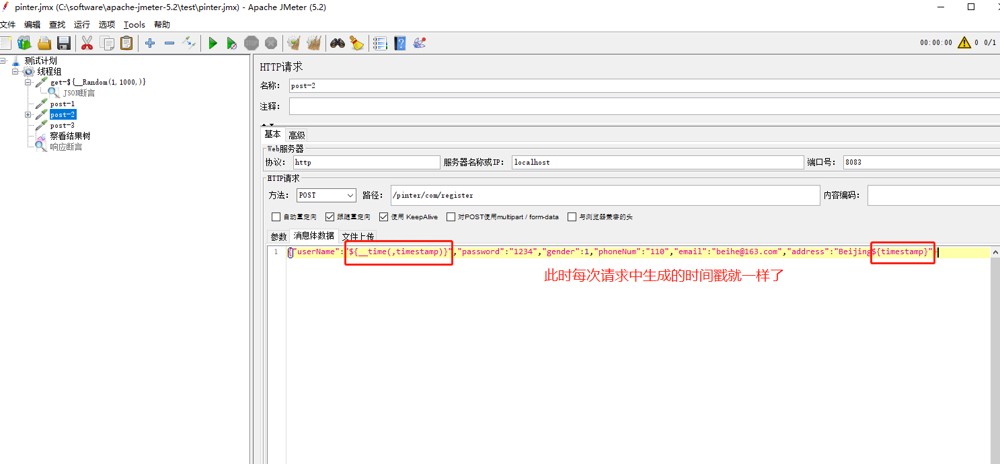 pinter.jmx (C:\software\apache-jmeter-5.2\test\pinter.jmx) - Apache JMeter (5.2)
文件 编辑 查找 运行 选项 Tools 帮助
STOP
00:00:00 0 0/1
测试计划
线程组
get-${__Random(1,1000,)}
JSON断言
post-1
post-2
post-3
察看结果树
响应断言
HTTP请求
名称: post-2
注释:
基本 高级
Web服务器
协议: http 服务器名称或IP: localhost 端口号: 8083
HTTP请求
方法: POST 路径: /pinter/com/register 内容编码:
自动重定向 跟随重定向 使用 KeepAlive 对POST使用multipart / form-data 与浏览器兼容的头
参数 消息体数据 文件上传
1 {"userName":"${__time(,timestamp)}","password":"1234","gender":1,"phoneNum":"110","email":"beihe@163.com","address":"Beijing${timestamp}"}
此时每次请求中生成的时间戳就一样了